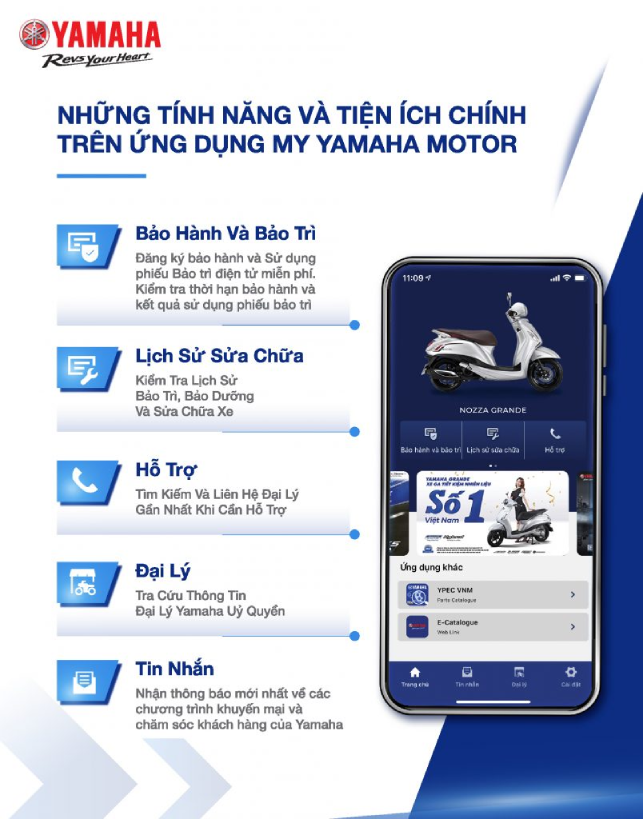 YAMAHA
Revs Your Heart
NHỮNG TÍNH NĂNG VÀ TIỆN ÍCH CHÍNH
TRÊN ỨNG DỤNG MY YAMAHA MOTOR
Bảo Hành Và Bảo Trì
Đăng ký bảo hành và Sử dụng
phiếu Bảo trì điện tử miễn phí.
Kiểm tra thời hạn bảo hành và
kết quả sử dụng phiếu bảo trì
Lịch Sử Sửa Chữa
Kiểm Tra Lịch Sử
Bảo Trì, Bảo Dưỡng
Và Sửa Chữa Xe
Hỗ Trợ
Tìm Kiếm Và Liên Hệ Đại Lý
Gần Nhất Khi Cần Hỗ Trợ
Đại Lý
Tra Cứu Thông Tin
Đại Lý Yamaha Uỷ Quyền
Tin Nhắn
Nhận thông báo mới nhất về các
chương trình khuyến mại và
chăm sóc khách hàng của Yamaha
11:09
NOZZA GRANDE
Bảo hành và bảo trì
Lịch sử sửa chữa
Hỗ trợ
YAMAHA GRANDE
XE GA TIẾT KIỆM NHIÊN LIỆU
Số 1
Việt Nam
Ứng dụng khác
YPEC VNM
Parts Catalogue
E-Catalogue
Web Link
Trang chủ
Tin nhắn
Đại lý
Cài đặt